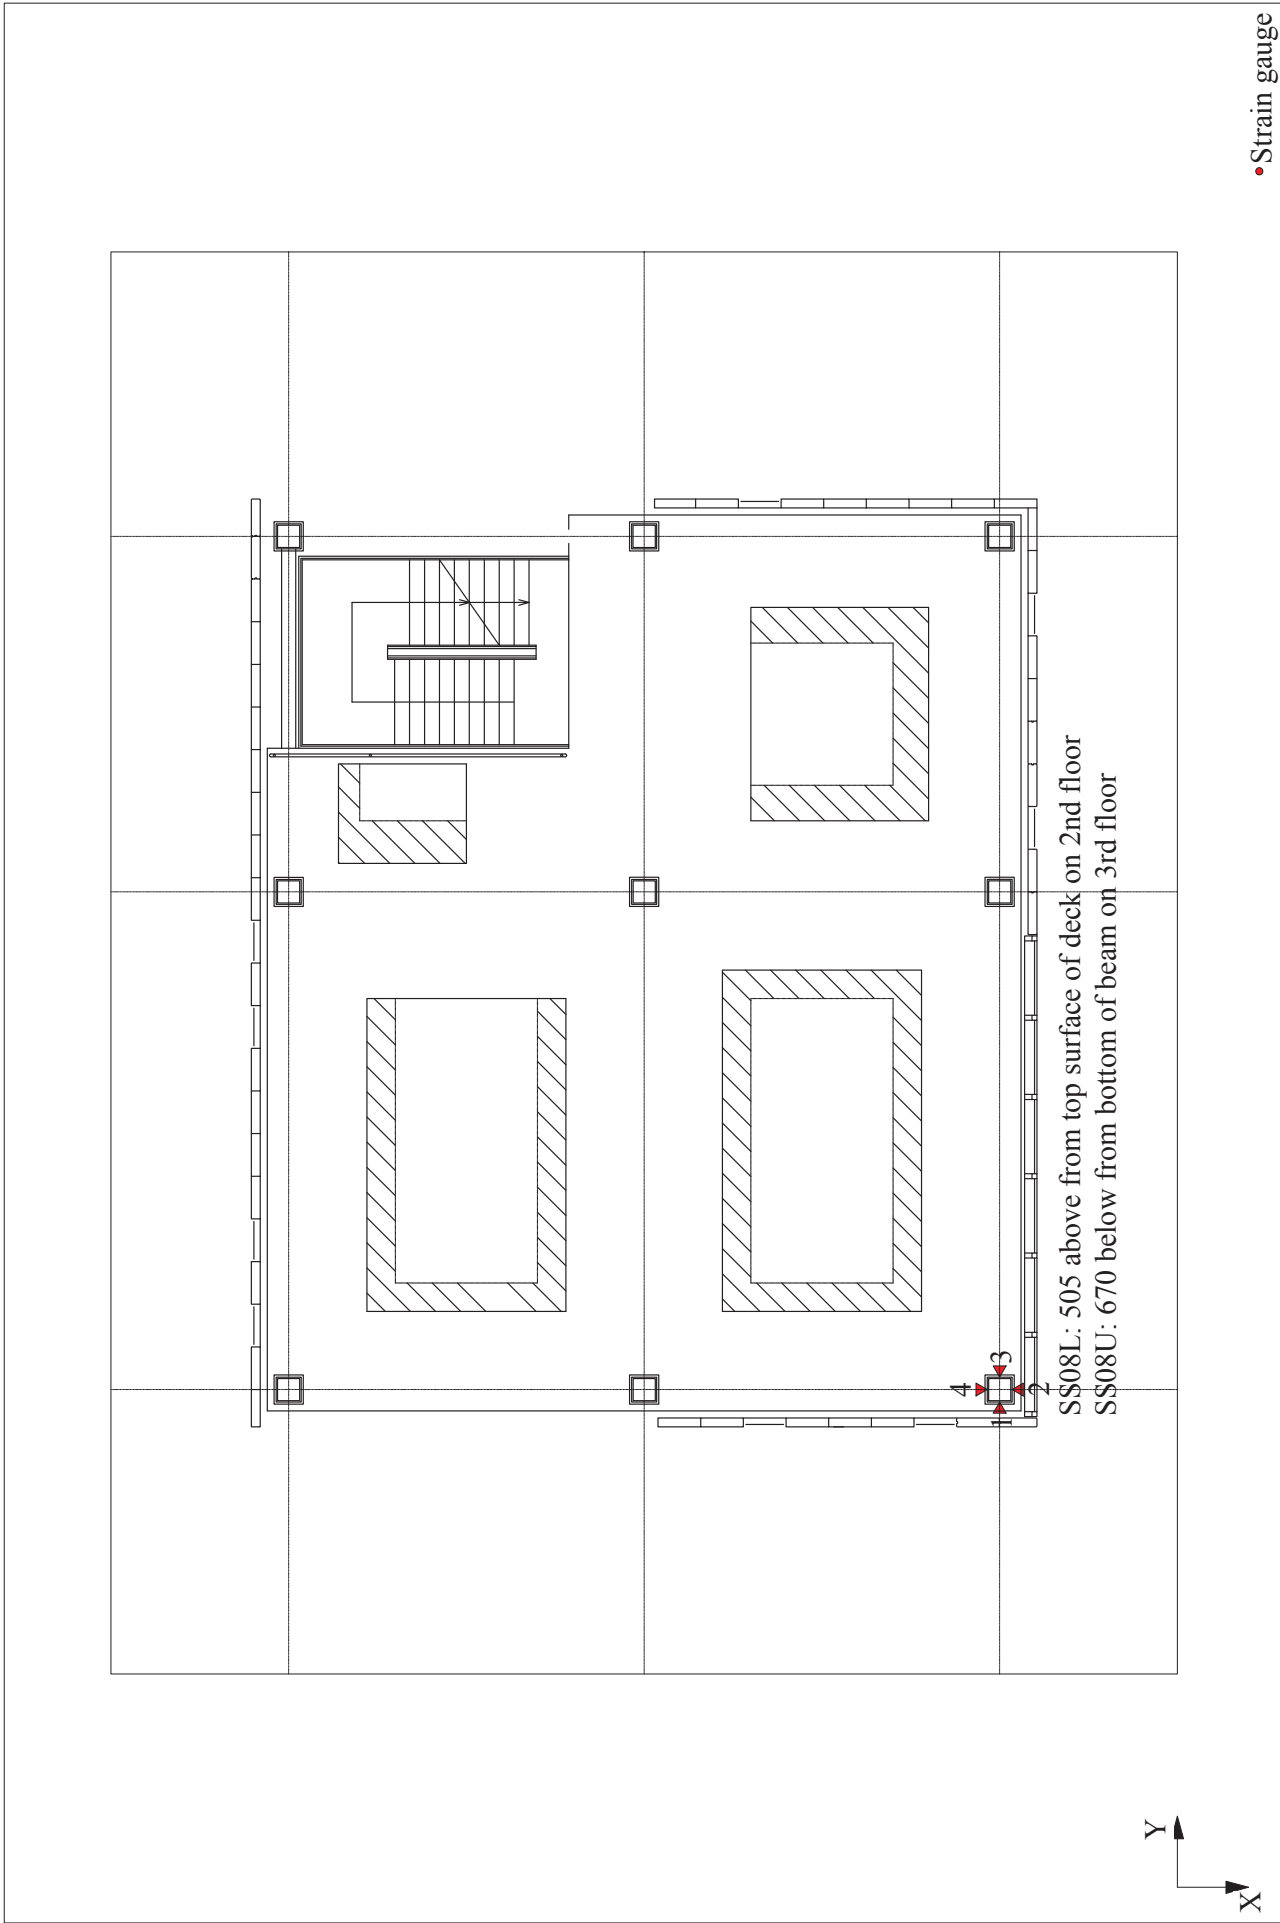 •Strain gauge
4
3
1
2
SS08L: 505 above from top surface of deck on 2nd floor
SS08U: 670 below from bottom of beam on 3rd floor
Y
X